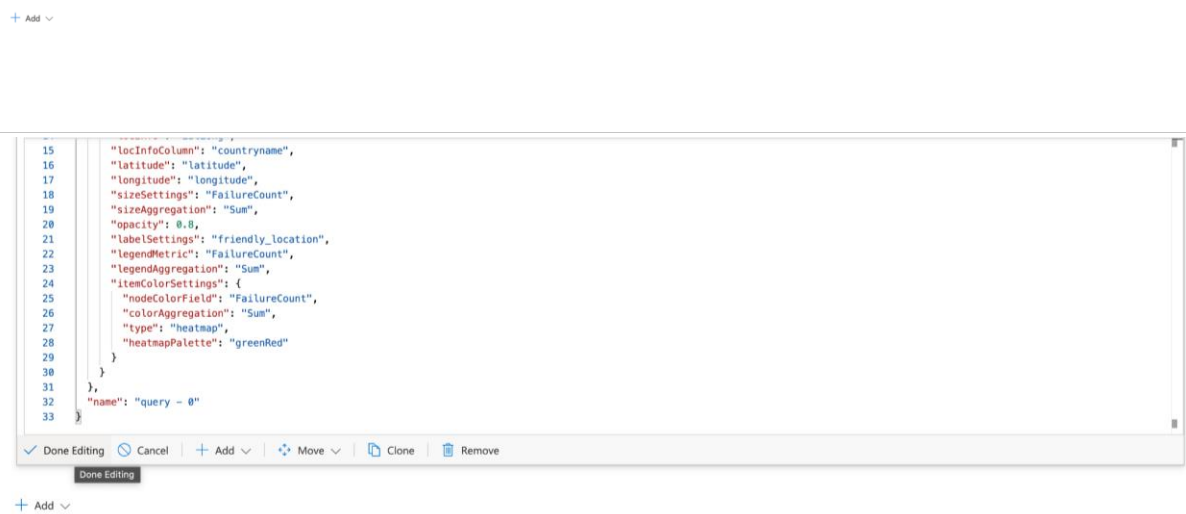 + Add
15 "locInfoColumn": "countryname",
16 "latitude": "latitude",
17 "longitude": "longitude",
18 "sizeSettings": "FailureCount",
19 "sizeAggregation": "Sum",
20 "opacity": 0.8,
21 "labelSettings": "friendly_location",
22 "legendMetric": "FailureCount",
23 "legendAggregation": "Sum",
24 "itemColorSettings": {
25 "nodeColorField": "FailureCount",
26 "colorAggregation": "Sum",
27 "type": "heatmap",
28 "heatmapPalette": "greenRed"
29 }
30 }
31 },
32 "name": "query - 0"
33 }
Done Editing Cancel + Add Move Clone Remove
Done Editing
+ Add